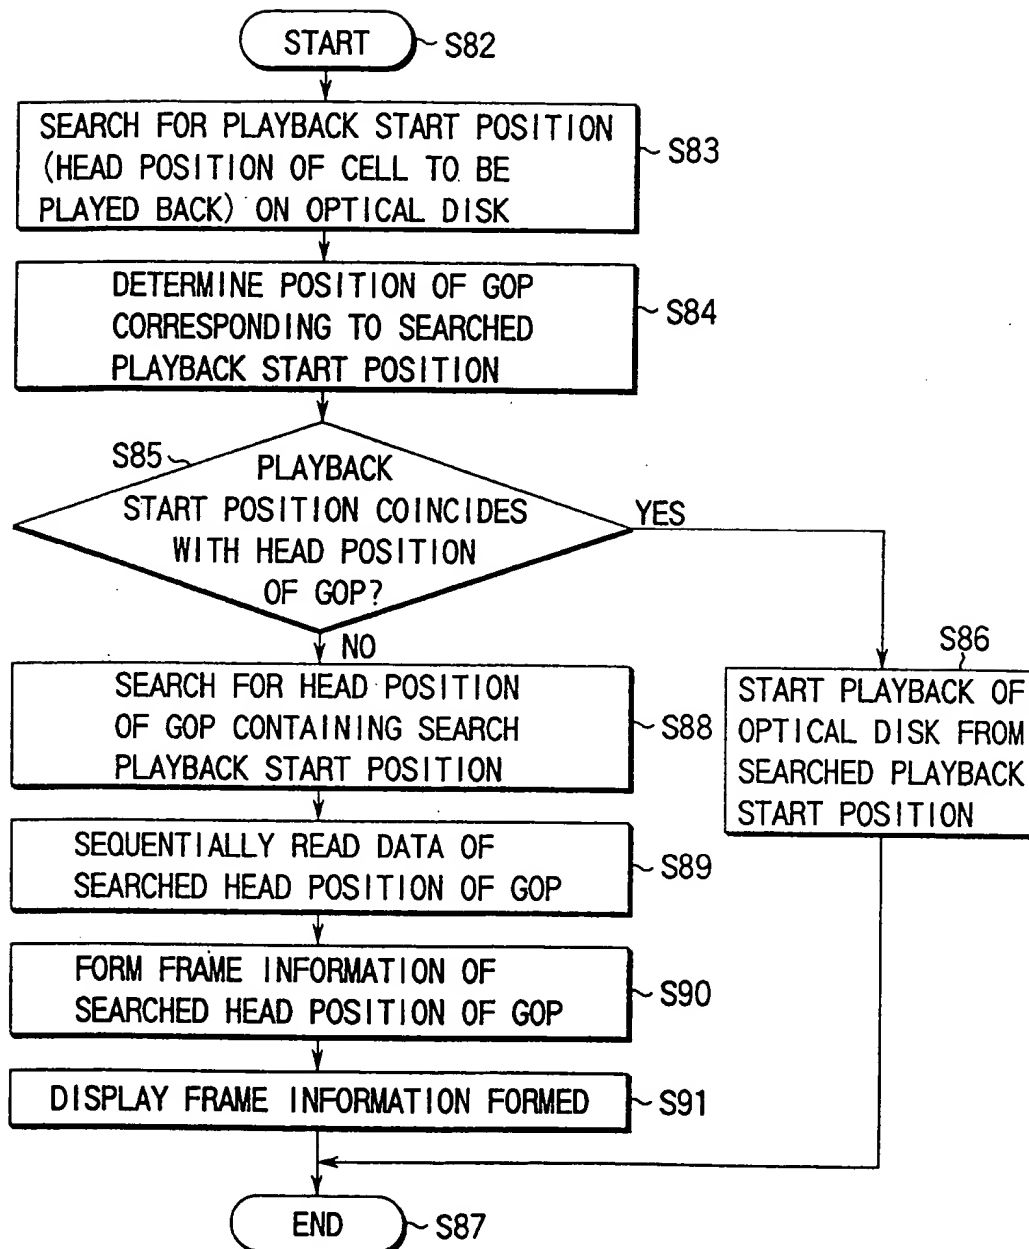 START
S82
SEARCH FOR PLAYBACK START POSITION
(HEAD POSITION OF CELL TO BE
PLAYED BACK) ON OPTICAL DISK
S83
DETERMINE POSITION OF GOP
CORRESPONDING TO SEARCHED
PLAYBACK START POSITION
S84
S85
PLAYBACK
START POSITION COINCIDES
WITH HEAD POSITION
OF GOP?
YES
NO
S86
START PLAYBACK OF
OPTICAL DISK FROM
SEARCHED PLAYBACK
START POSITION
SEARCH FOR HEAD POSITION
OF GOP CONTAINING SEARCH
PLAYBACK START POSITION
S88
SEQUENTIALLY READ DATA OF
SEARCHED HEAD POSITION OF GOP
S89
FORM FRAME INFORMATION OF
SEARCHED HEAD POSITION OF GOP
S90
DISPLAY FRAME INFORMATION FORMED
S91
END
S87